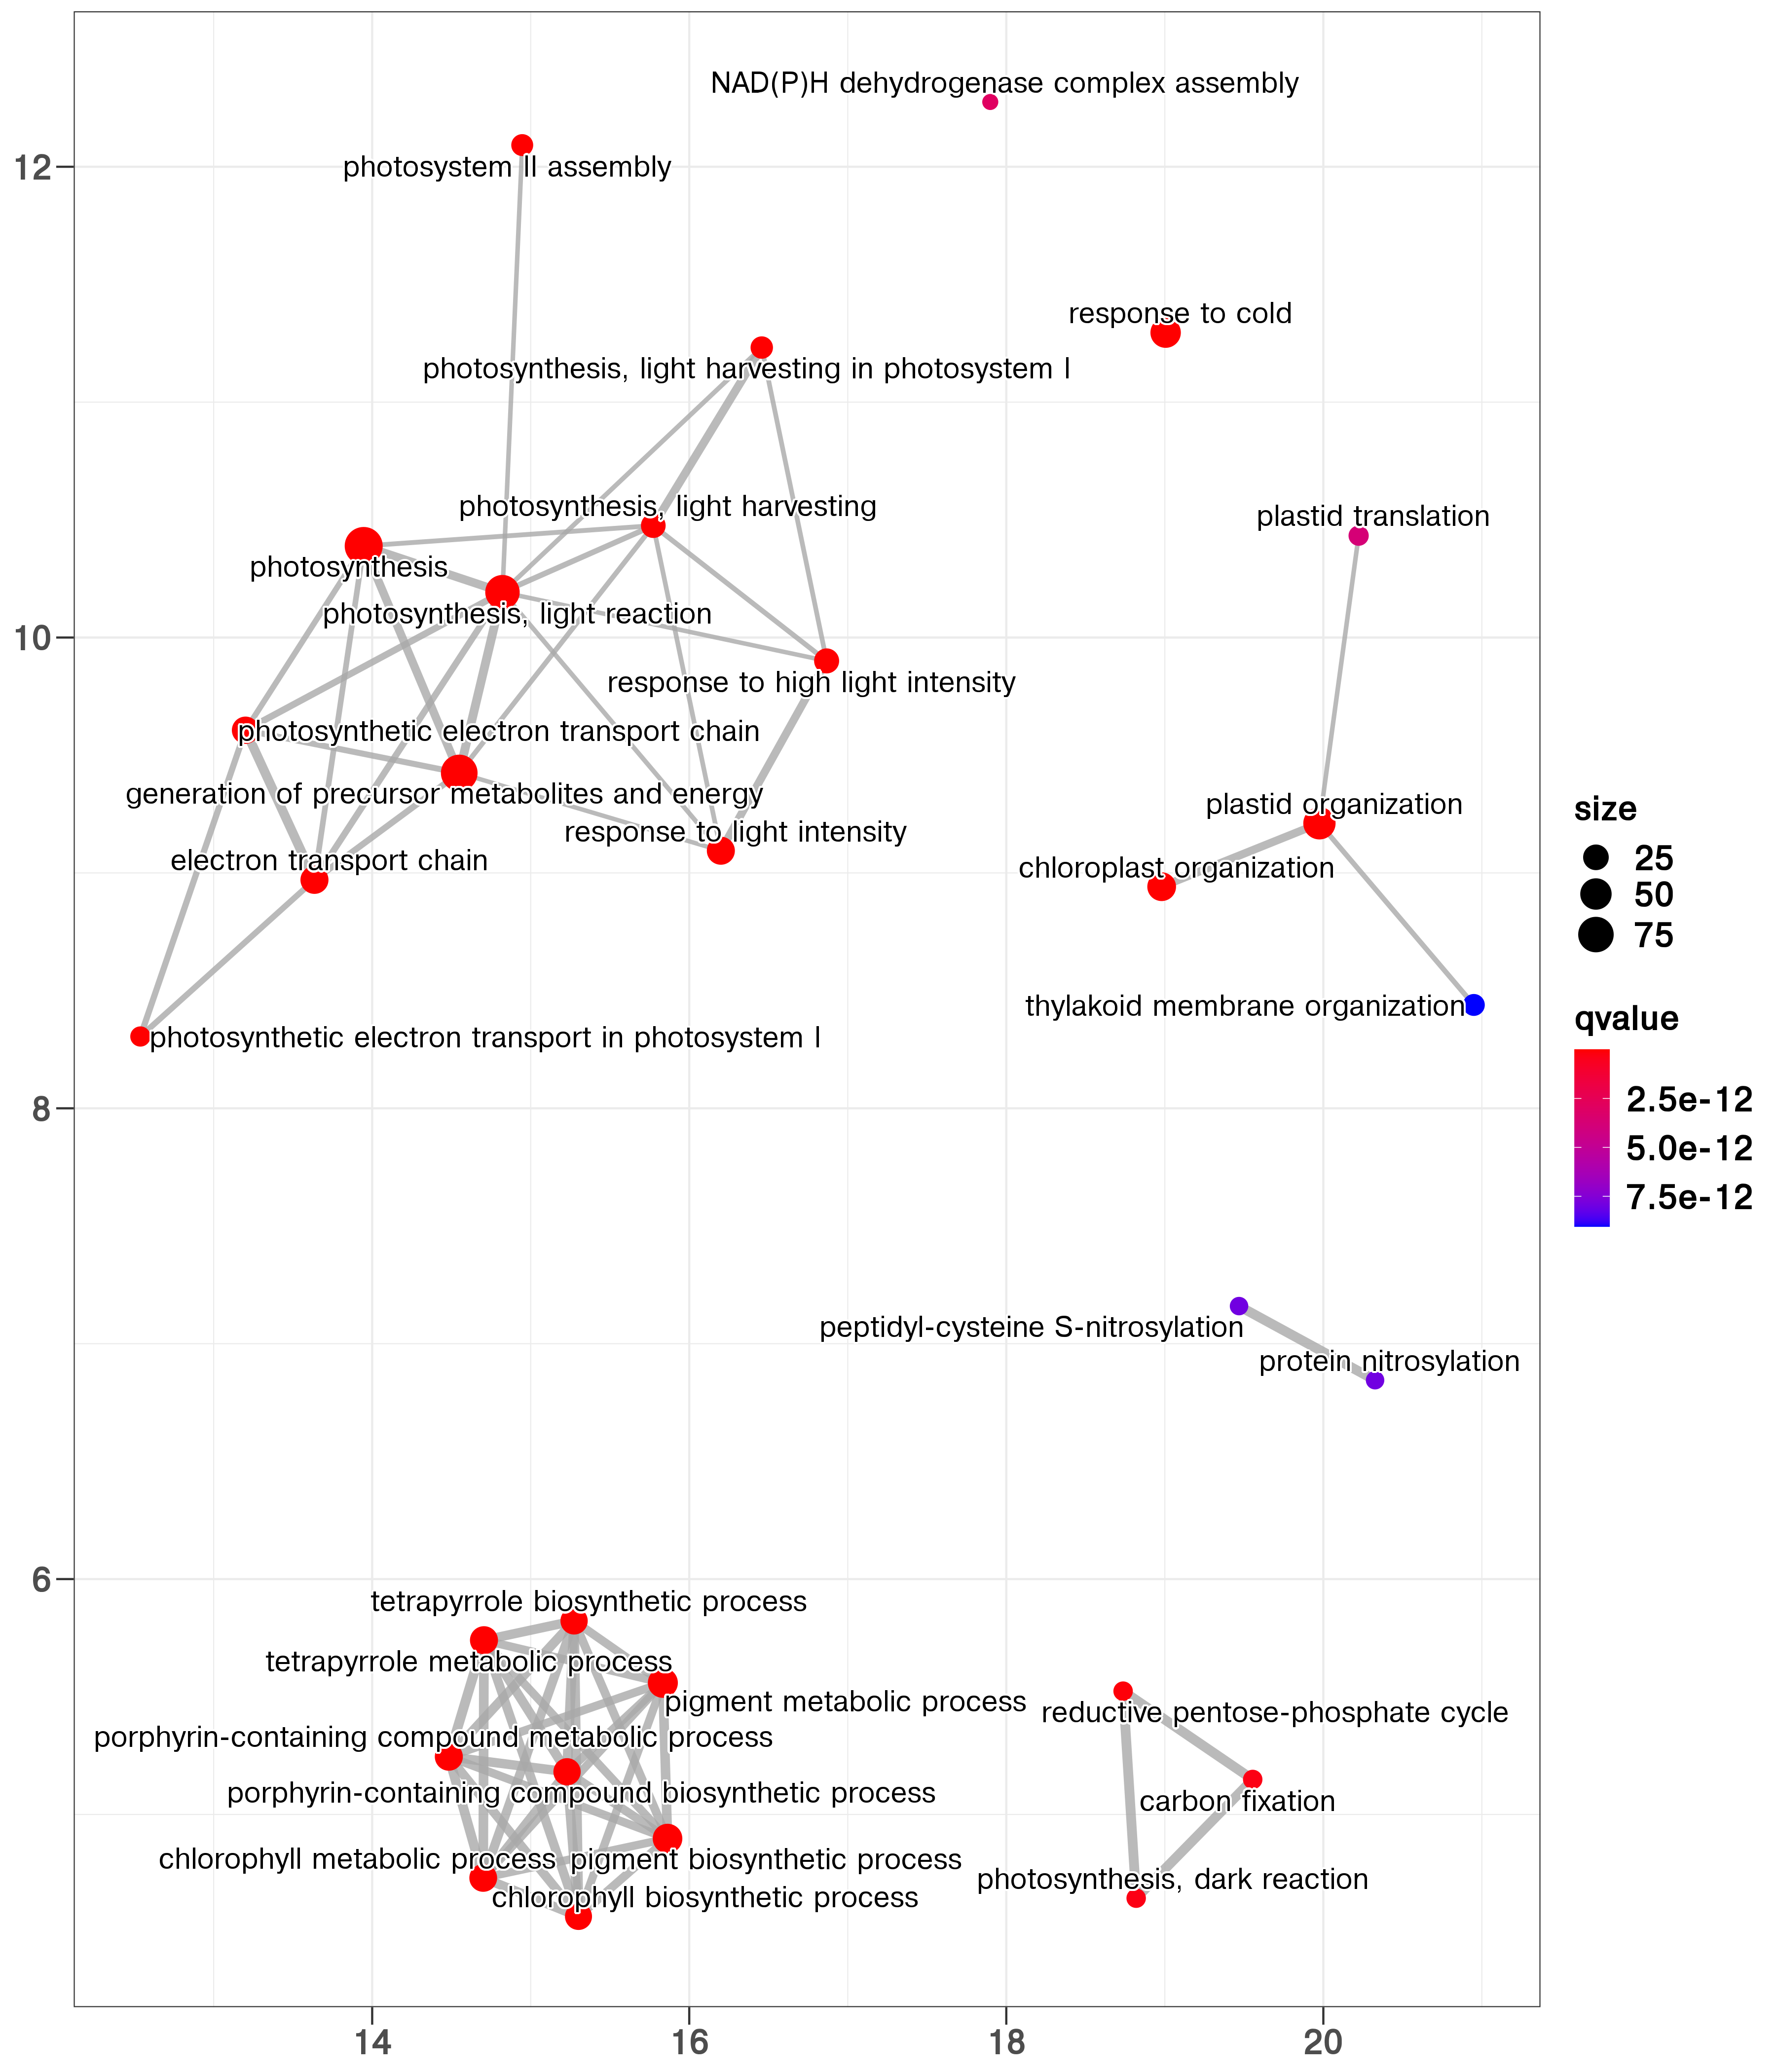 NAD(P)H dehydrogenase complex assembly
photosystem II assembly
12
response to cold
photosynthesis, light harvesting in photosystem I
photosynthesis, light harvesting
plastid translation
photosynthesis
photosynthesis, light reaction
10
response to high light intensity
photosynthetic electron transport chain
generation of precursor metabolites and energy
plastid organization
response to light intensity
electron transport chain
chloroplast organization
thylakoid membrane organization
photosynthetic electron transport in photosystem I
8
peptidyl-cysteine S-nitrosylation
protein nitrosylation
6
tetrapyrrole biosynthetic process
tetrapyrrole metabolic process
pigment metabolic process
reductive pentose-phosphate cycle
porphyrin-containing compound metabolic process
porphyrin-containing compound biosynthetic process
carbon fixation
chlorophyll metabolic process
pigment biosynthetic process
photosynthesis, dark reaction
chlorophyll biosynthetic process
14
16
18
20
size
25
50
75
qvalue
2.5e-12
5.0e-12
7.5e-12